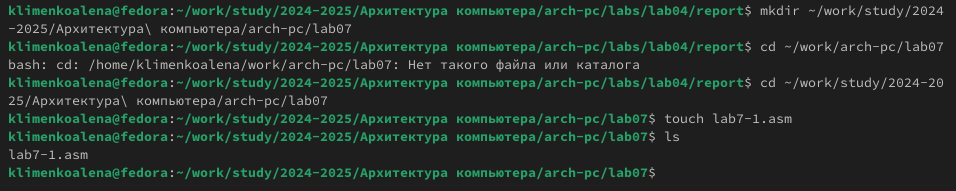 klimenkoalena@fedora:~/work/study/2024-2025/Архитектура компьютера/arch-pc/labs/lab04/report$ mkdir ~/work/study/2024
-2025/Архитектура\ компьютера/arch-pc/lab07
klimenkoalena@fedora:~/work/study/2024-2025/Архитектура компьютера/arch-pc/labs/lab04/report$ cd ~/work/arch-pc/lab07
bash: cd: /home/klimenkoalena/work/arch-pc/lab07: Нет такого файла или каталога
klimenkoalena@fedora:~/work/study/2024-2025/Архитектура компьютера/arch-pc/labs/lab04/report$ cd ~/work/study/2024-20
25/Архитектура\ компьютера/arch-pc/lab07
klimenkoalena@fedora:~/work/study/2024-2025/Архитектура компьютера/arch-pc/lab07$ touch lab7-1.asm
klimenkoalena@fedora:~/work/study/2024-2025/Архитектура компьютера/arch-pc/lab07$ ls
lab7-1.asm
klimenkoalena@fedora:~/work/study/2024-2025/Архитектура компьютера/arch-pc/lab07$